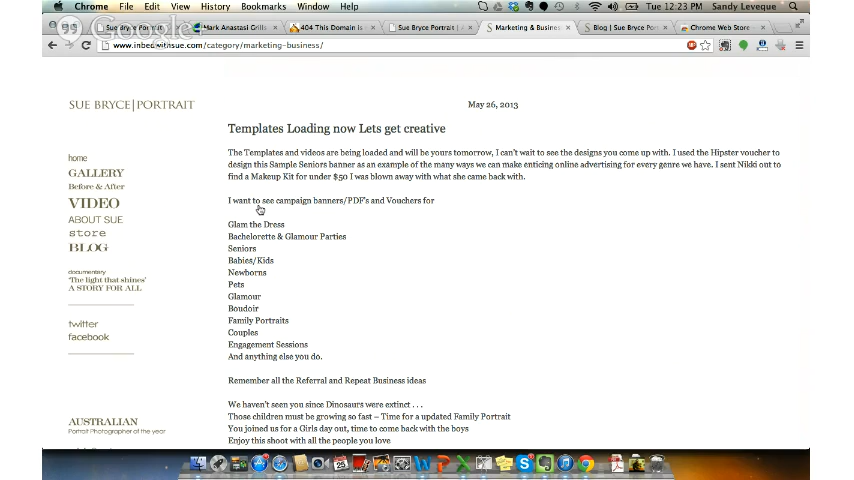 Chrome File Edit View History Bookmarks Window Help
Tue 12:23 PM Sandy Leveque
Google
Sue Bryce Portrait
Mark Anastasi Grills
404 This Domain Is
Sue Bryce Portrait | A
Marketing & Busines
Blog | Sue Bryce Por
Chrome Web Store
www.inbedwithsue.com/category/marketing-business/
SUE BRYCE|PORTRAIT
May 26, 2013
Templates Loading now Lets get creative
The Templates and videos are being loaded and will be yours tomorrow, I can't wait to see the designs you come up with. I used the Hipster voucher to
design this Sample Seniors banner as an example of the many ways we can make enticing online advertising for every genre we have. I sent Nikki out to
find a Makeup Kit for under $50 I was blown away with what she came back with.
I want to see campaign banners/PDF's and Vouchers for
Glam the Dress
Bachelorette & Glamour Parties
Seniors
Babies/Kids
Newborns
Pets
Glamour
Boudoir
Family Portraits
Couples
Engagement Sessions
And anything else you do.
Remember all the Referral and Repeat Business ideas
We haven't seen you since Dinosaurs were extinct . . .
Those children must be growing so fast – Time for a updated Family Portrait
You joined us for a Girls day out, time to come back with the boys
Enjoy this shoot with all the people you love
home
GALLERY
Before & After
VIDEO
ABOUT SUE
store
BLOG
documentary
'The light that shines'
A STORY FOR ALL
twitter
facebook
AUSTRALIAN
Portrait Photographer of the year